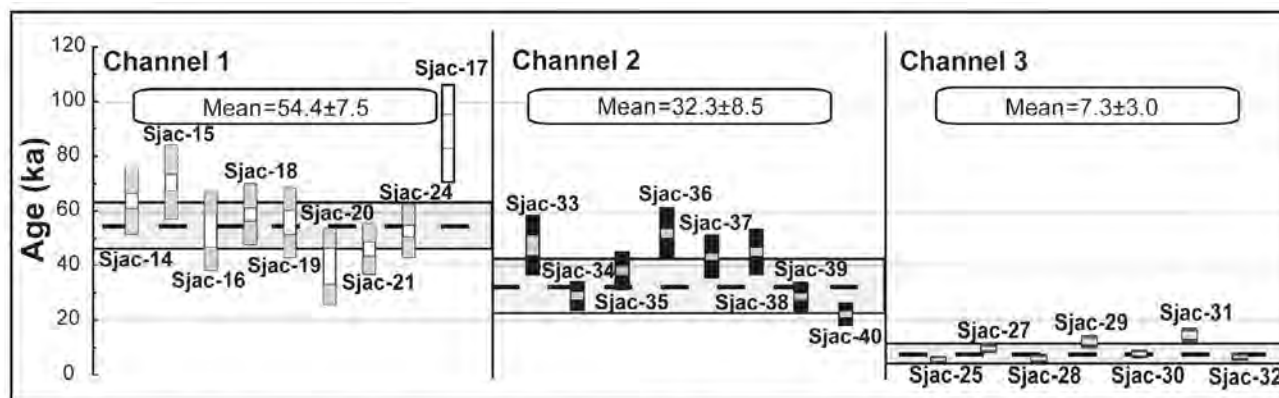 Age (ka)
120
100
80
60
40
20
0
Channel 1
Mean=54.4±7.5
Sjac-14
Sjac-15
Sjac-16
Sjac-17
Sjac-18
Sjac-19
Sjac-20
Sjac-21
Sjac-24
Channel 2
Mean=32.3±8.5
Sjac-33
Sjac-34
Sjac-35
Sjac-36
Sjac-37
Sjac-38
Sjac-39
Sjac-40
Channel 3
Mean=7.3±3.0
Sjac-25
Sjac-27
Sjac-28
Sjac-29
Sjac-30
Sjac-31
Sjac-32